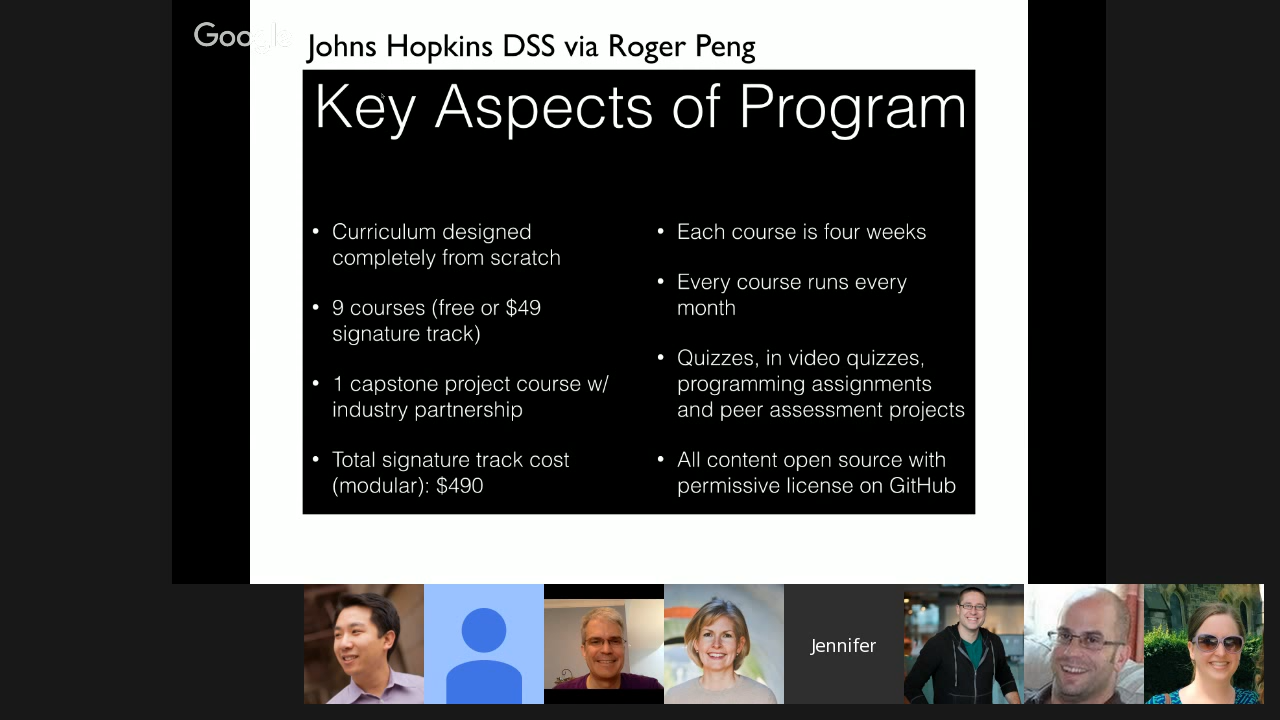 Google
Johns Hopkins DSS via Roger Peng
Key Aspects of Program
• Curriculum designed
completely from scratch
• 9 courses (free or $49
signature track)
• 1 capstone project course w/
industry partnership
• Total signature track cost
(modular): $490
• Each course is four weeks
• Every course runs every
month
• Quizzes, in video quizzes,
programming assignments
and peer assessment projects
• All content open source with
permissive license on GitHub
Jennifer